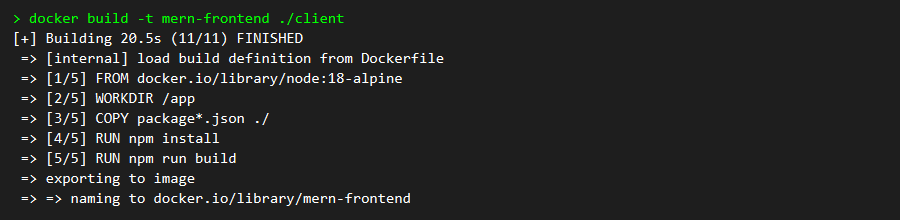 > docker build -t mern-frontend ./client
[+] Building 20.5s (11/11) FINISHED
=> [internal] load build definition from Dockerfile
=> [1/5] FROM docker.io/library/node:18-alpine
=> [2/5] WORKDIR /app
=> [3/5] COPY package*.json ./
=> [4/5] RUN npm install
=> [5/5] RUN npm run build
=> exporting to image
=> => naming to docker.io/library/mern-frontend